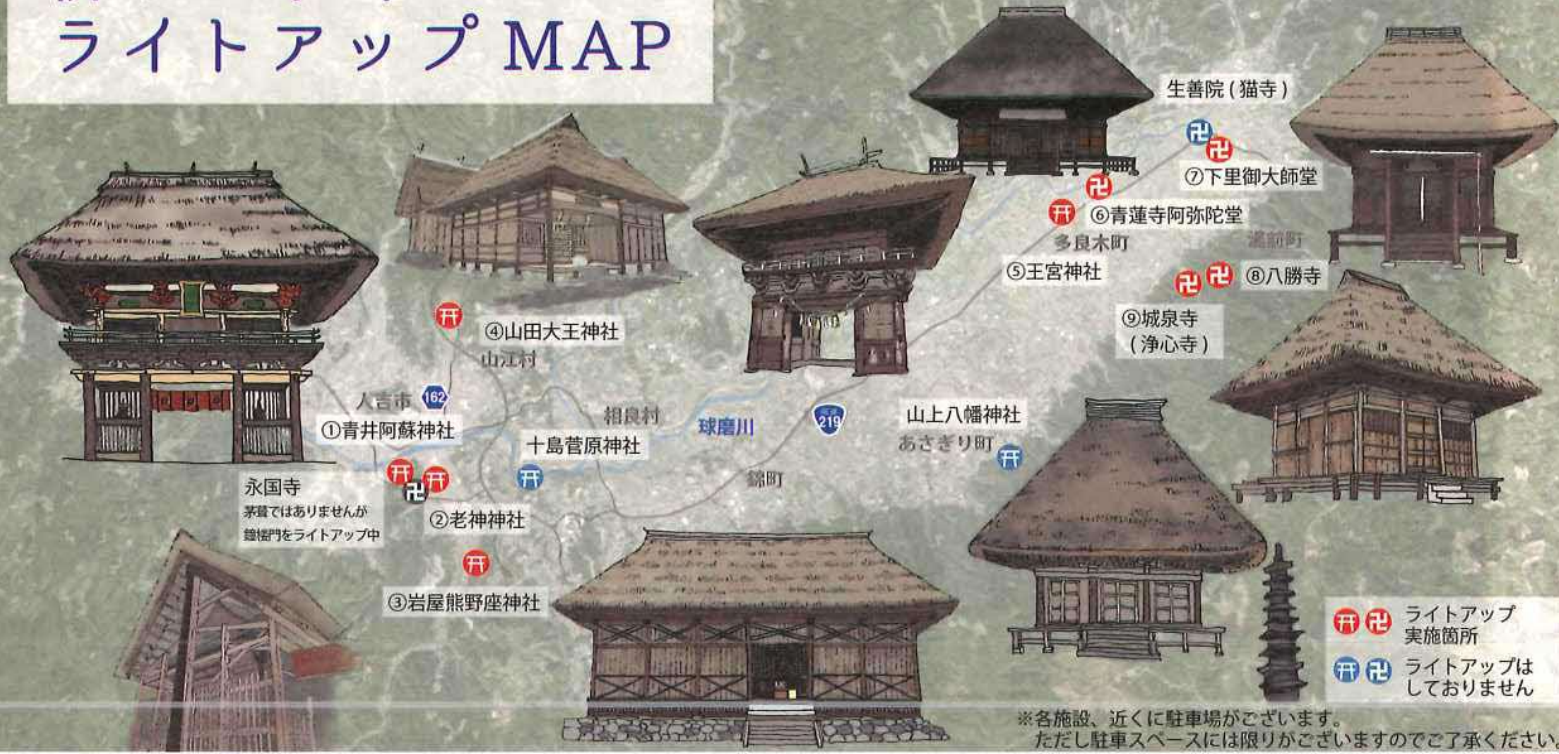 ライトアップMAP
生善院(猫寺)
⑦下里御大師堂
⑥青蓮寺阿弥陀堂
多良木町
湯前町
⑤王宮神社
⑧八勝寺
⑨城泉寺
(浄心寺)
④山田大王神社
山江村
人吉市
162
①青井阿蘇神社
相良村
球磨川
国道
219
山上八幡神社
あさぎり町
十島菅原神社
錦町
永国寺
茅葺ではありませんが
鐘楼門をライトアップ中
②老神神社
③岩屋熊野座神社
ライトアップ
実施箇所
ライトアップは
しておりません
※各施設、近くに駐車場がございます。
ただし駐車スペースには限りがございますのでご了承ください